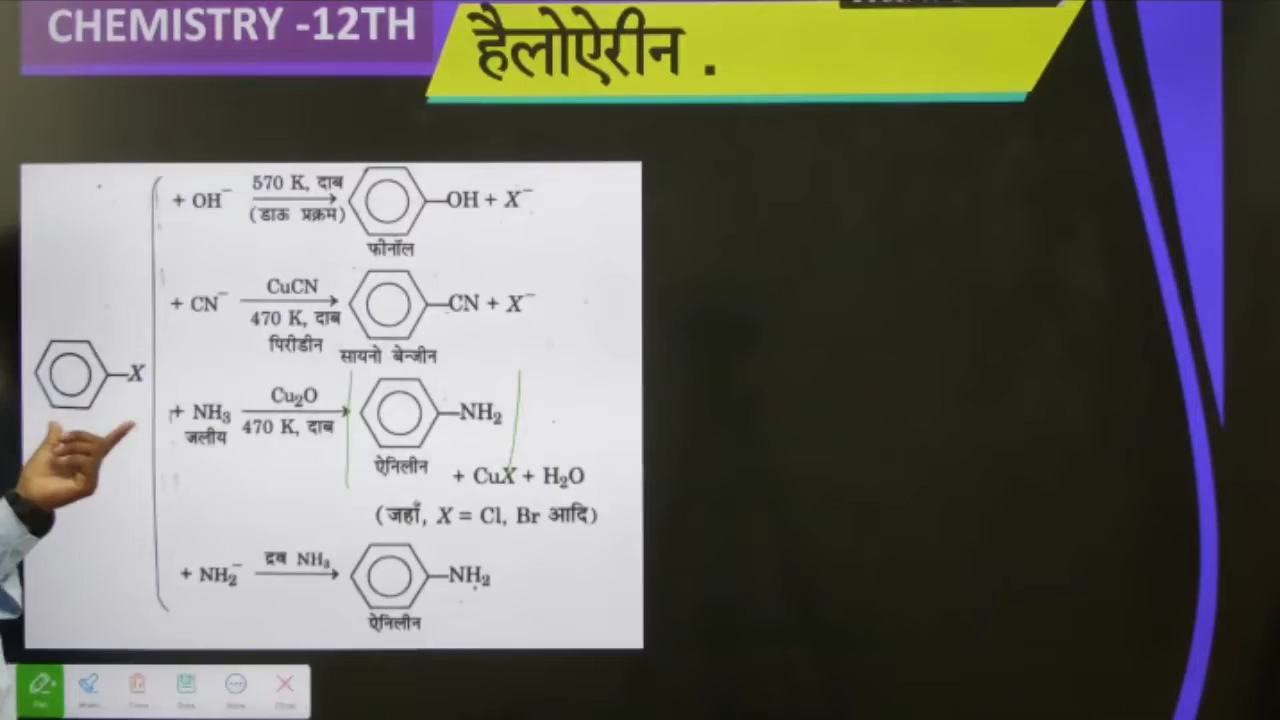 CHEMISTRY -12TH
हैलोऐरीन .
+ OH⁻ 570 K, दाब —OH + X⁻
(डाऊ प्रक्रम)
फीनॉल
+ CN⁻ CuCN —CN + X⁻
470 K, दाब
पिरीडीन
सायनो बेन्जीन
—X
+ NH₃ Cu₂O —NH₂
जलीय 470 K, दाब
ऐनिलीन
+ CuX + H₂O
(जहाँ, X = Cl, Br आदि)
+ NH₂⁻ द्रव NH₃ —NH₂
ऐनिलीन